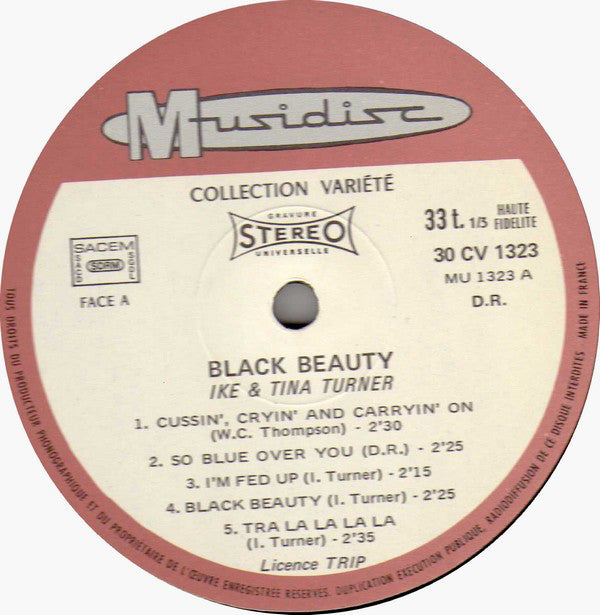 Musidisc
COLLECTION VARIÉTÉ
GRAVURE
STEREO
UNIVERSELLE
33 t. 1/3 HAUTE
FIDELITE
30 CV 1323
MU 1323 A
D.R.
SACEM
SACD
SDRM
SGDL
FACE A
BLACK BEAUTY
IKE & TINA TURNER
1. CUSSIN', CRYIN' AND CARRYIN' ON
(W.C. Thompson) - 2'30
2. SO BLUE OVER YOU (D.R.) - 2'25
3. I'M FED UP (I. Turner) - 2'15
4. BLACK BEAUTY (I. Turner) - 2'25
5. TRA LA LA LA LA
(I. Turner) - 2'35
Licence TRIP
TOUS DROITS DU PRODUCTEUR PHONOGRAPHIQUE ET DU PROPRIÉTAIRE DE L'ŒUVRE ENREGISTRÉE RESERVES. DUPLICATION EXECUTION PUBLIQUE, RADIODIFFUSION DE CE DISQUE INTERDITES - MADE IN FRANCE